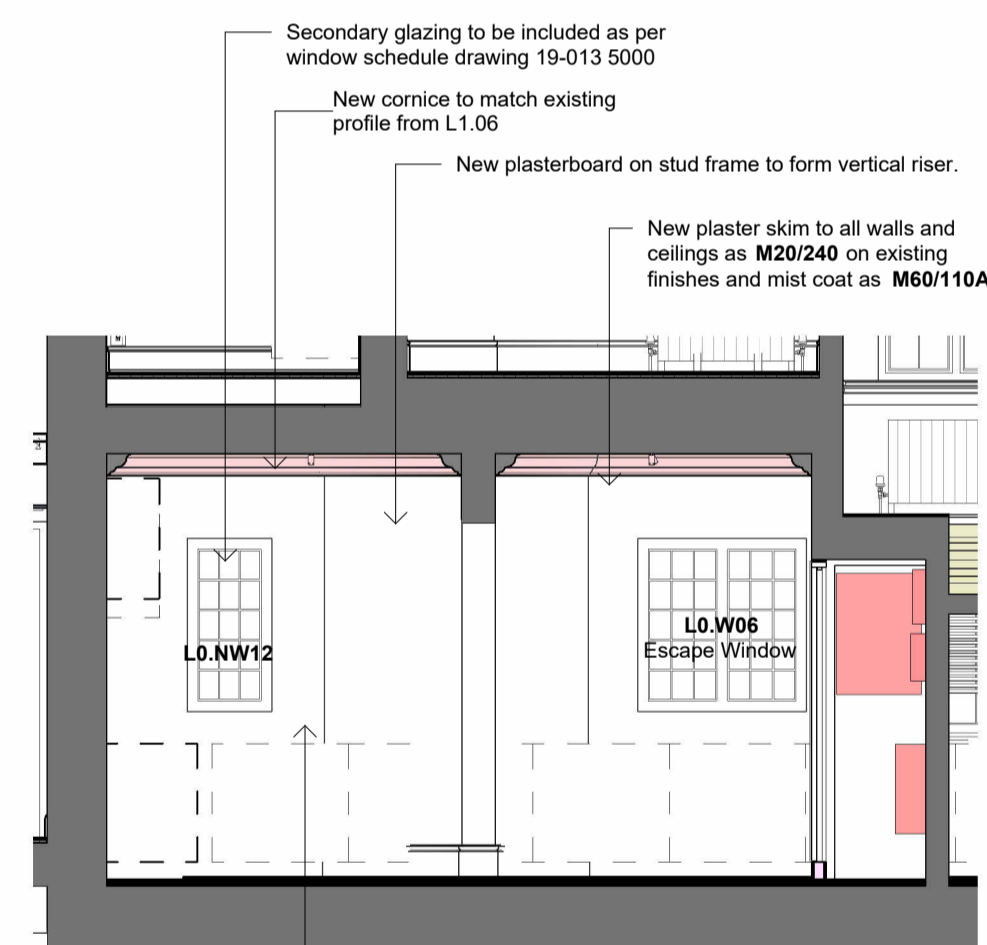 Secondary glazing to be included as per
window schedule drawing 19-013 5000
New cornice to match existing
profile from L1.06
New plasterboard on stud frame to form vertical riser.
New plaster skim to all walls and
ceilings as M20/240 on existing
finishes and mist coat as M60/110A
L0.NW12
L0.W06
Escape Window